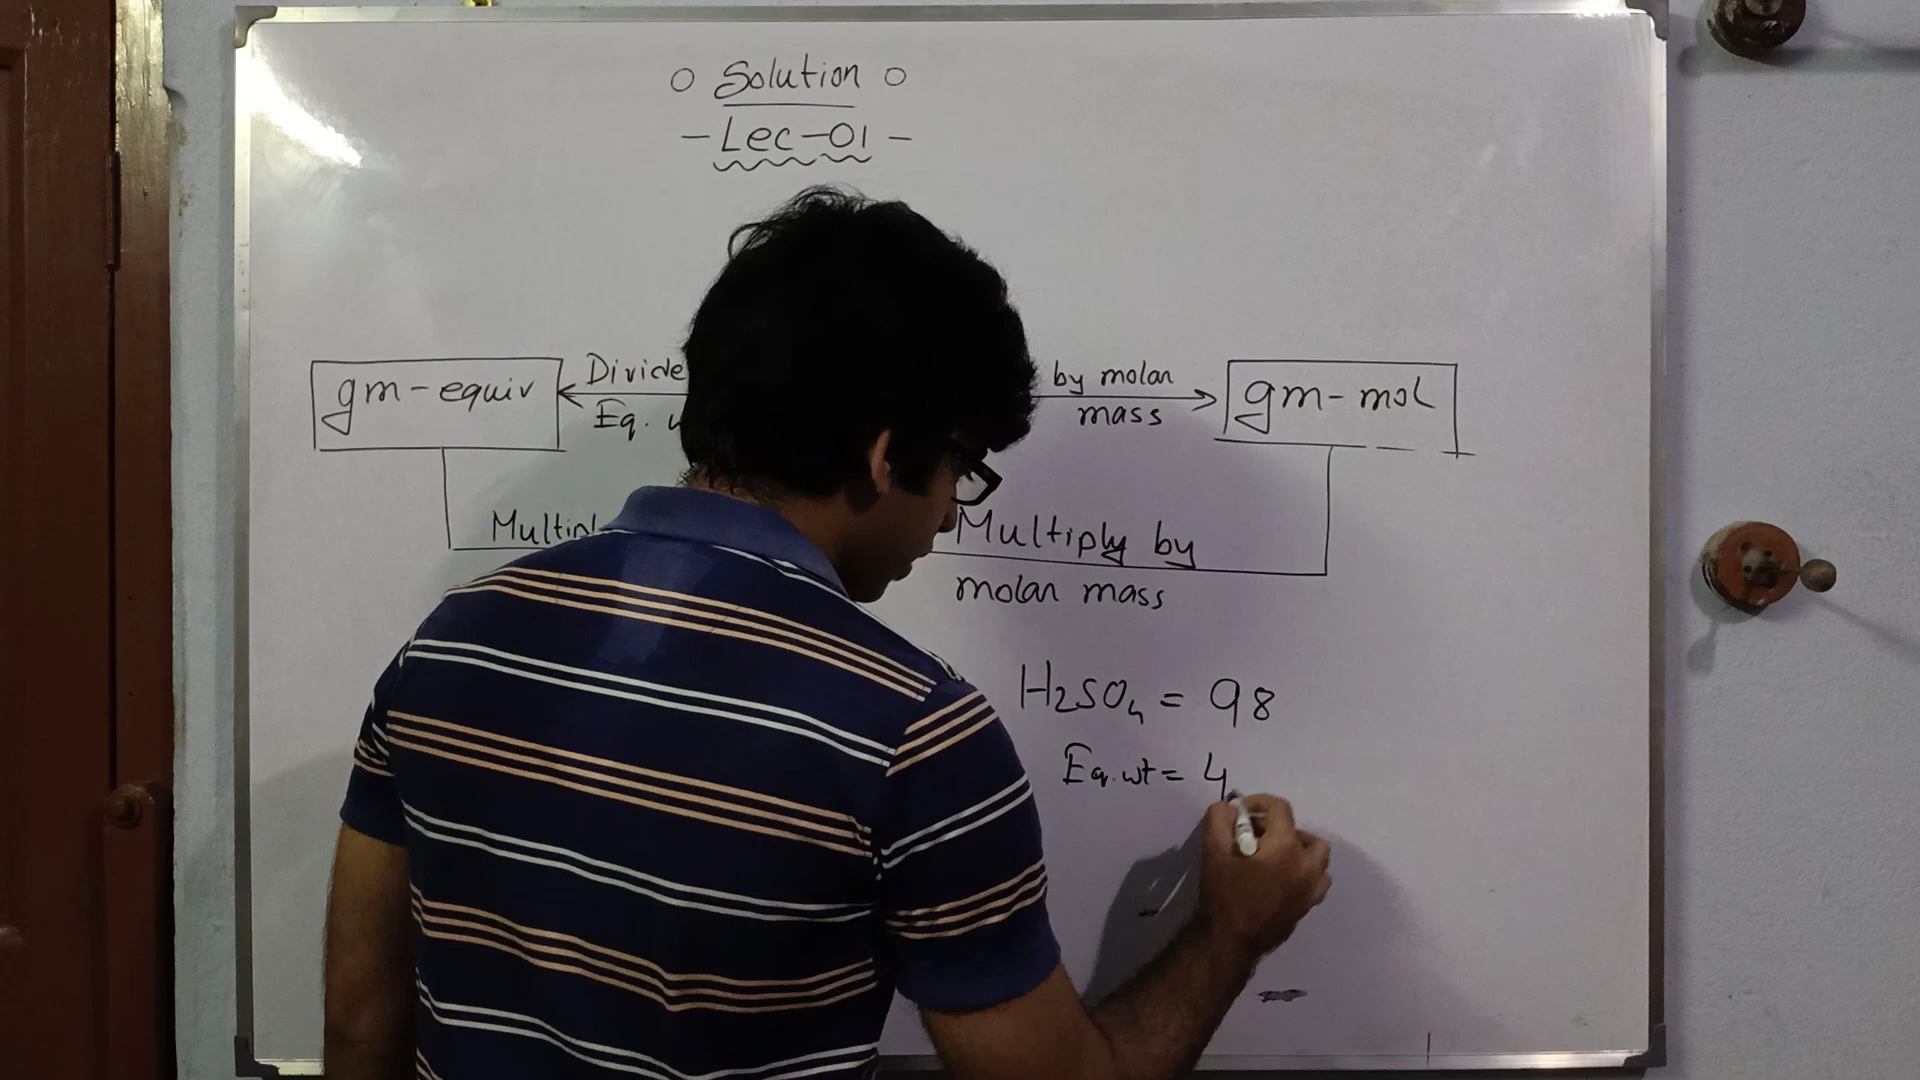 Solution
-Lec-01-
gm-equiv
Divide
Eq.
by molar
mass
gm-mol
Multiply by
molar mass
H₂SO₄ = 98
Eq. wt = 4